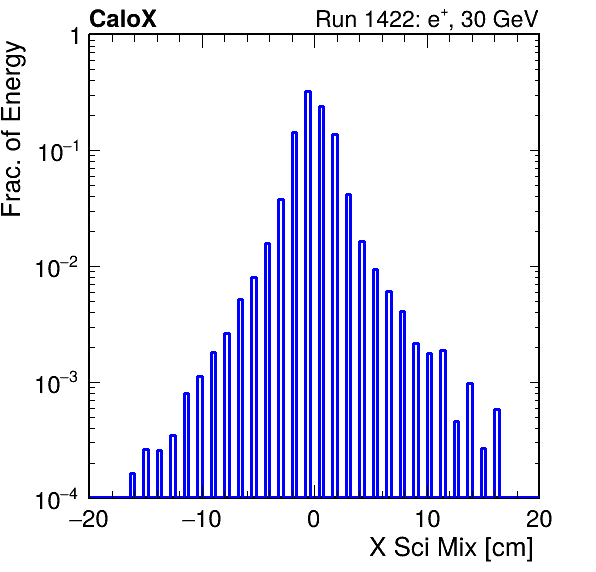 CaloX Run 1422: e⁺, 30 GeV
Frac. of Energy
1
10⁻¹
10⁻²
10⁻³
10⁻⁴
−20 −10 0 10 20
X Sci Mix [cm]